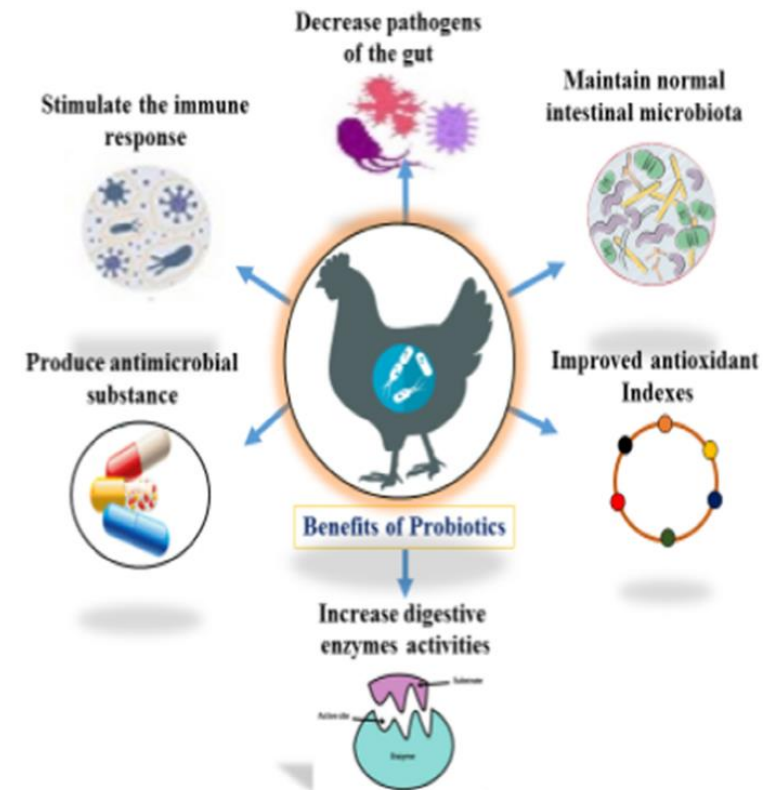 Decrease pathogens
of the gut
Stimulate the immune
response
Maintain normal
intestinal microbiota
Produce antimicrobial
substance
Improved antioxidant
Indexes
Benefits of Probiotics
Increase digestive
enzymes activities
Substrate
Active site
Enzyme